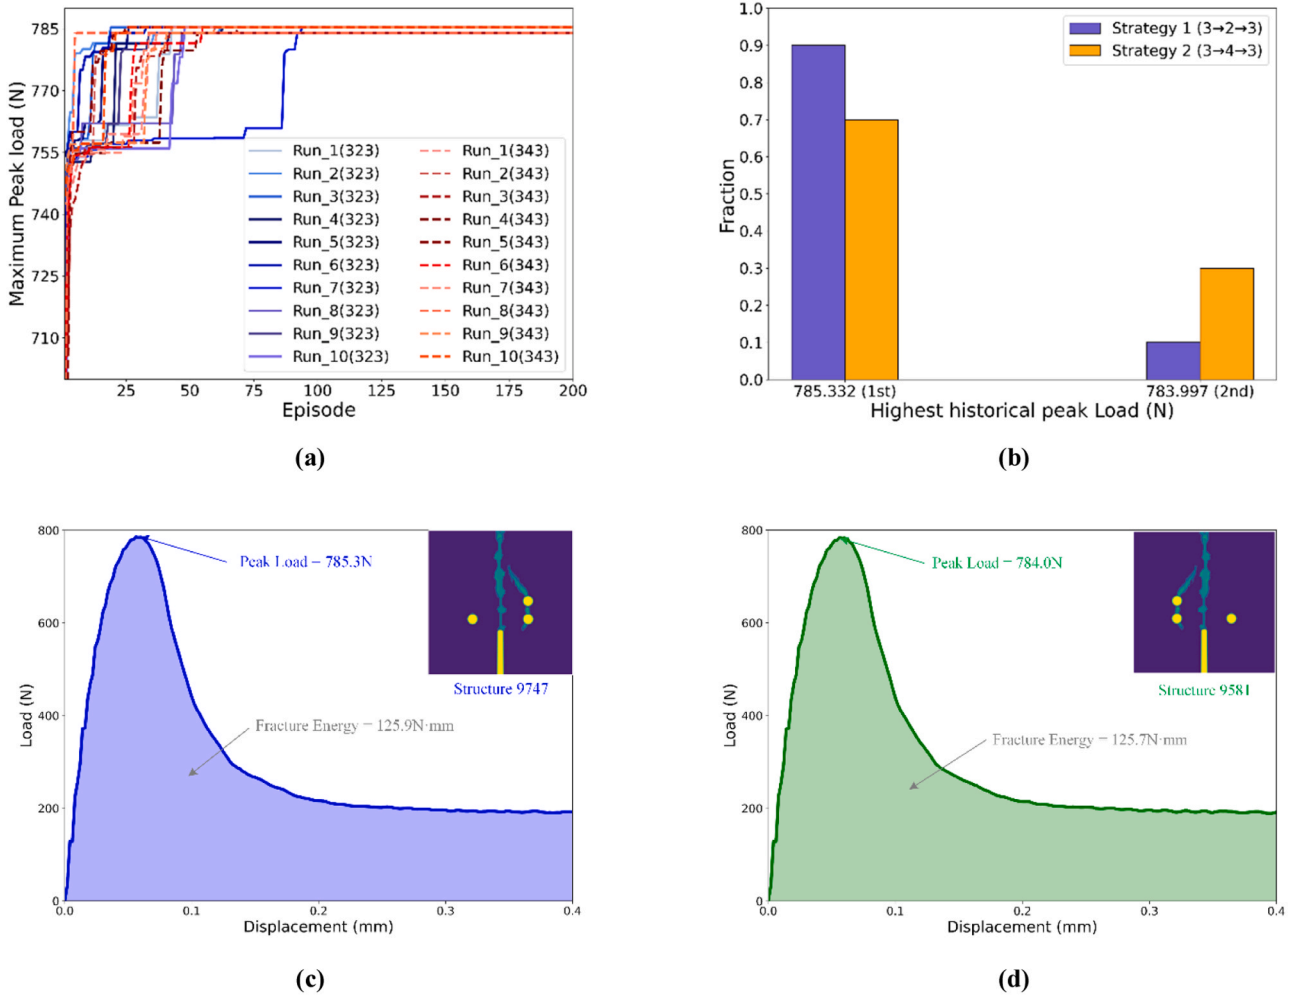 785
770
755
740
725
710
Maximum Peak load (N)
Run_1(323)
Run_2(323)
Run_3(323)
Run_4(323)
Run_5(323)
Run_6(323)
Run_7(323)
Run_8(323)
Run_9(323)
Run_10(323)
Run_1(343)
Run_2(343)
Run_3(343)
Run_4(343)
Run_5(343)
Run_6(343)
Run_7(343)
Run_8(343)
Run_9(343)
Run_10(343)
25 50 75 100 125 150 175 200
Episode
(a)
1.0
0.9
0.8
0.7
0.6
0.5
0.4
0.3
0.2
0.1
0.0
Fraction
Strategy 1 (3→2→3)
Strategy 2 (3→4→3)
785.332 (1st) 783.997 (2nd)
Highest historical peak Load (N)
(b)
800
600
400
200
0
Load (N)
Peak Load = 785.3N
Structure 9747
Fracture Energy = 125.9N·mm
0.0 0.1 0.2 0.3 0.4
Displacement (mm)
(c)
800
600
400
200
0
Load (N)
Peak Load = 784.0N
Structure 9581
Fracture Energy = 125.7N·mm
0.0 0.1 0.2 0.3 0.4
Displacement (mm)
(d)